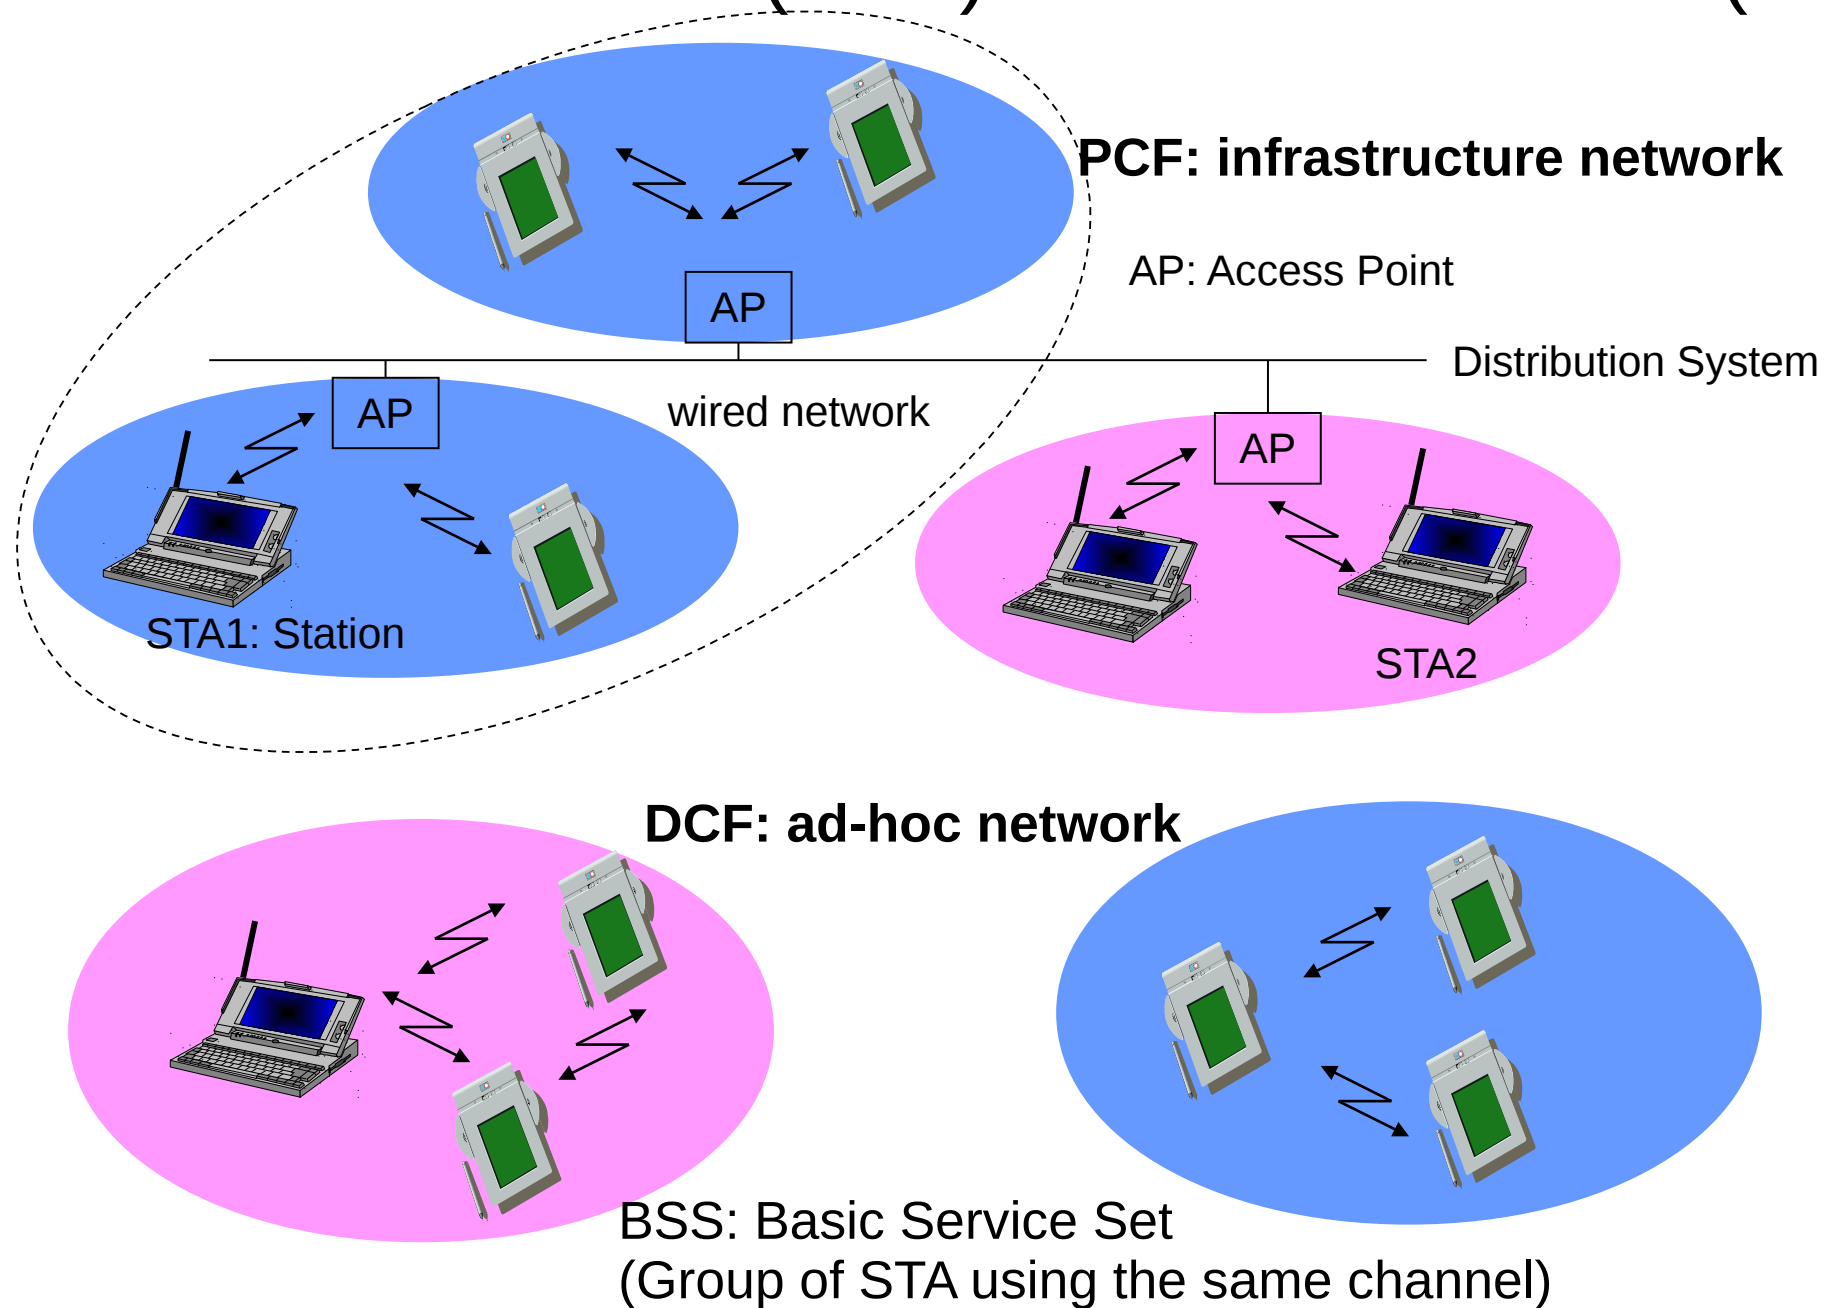 PCF: infrastructure network
AP: Access Point
AP
Distribution System
AP
wired network
AP
STA1: Station
STA2
DCF: ad-hoc network
BSS: Basic Service Set
(Group of STA using the same channel)